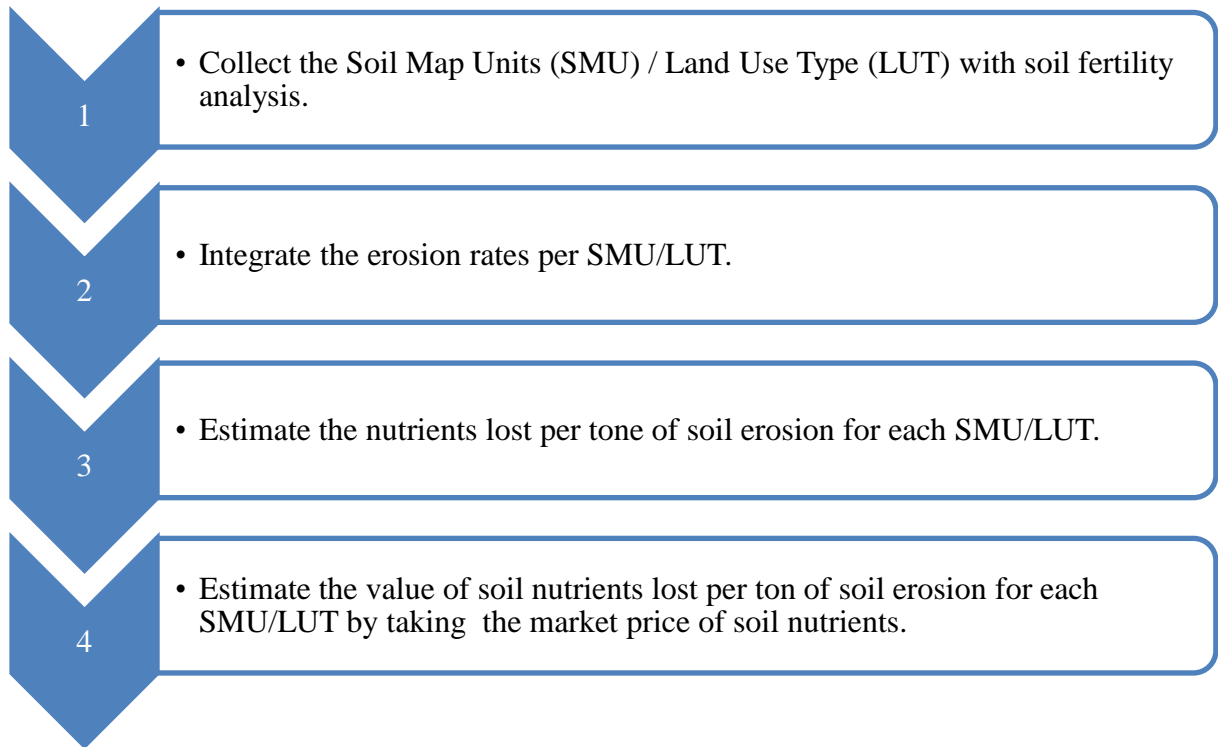 1
• Collect the Soil Map Units (SMU) / Land Use Type (LUT) with soil fertility
analysis.
2
• Integrate the erosion rates per SMU/LUT.
3
• Estimate the nutrients lost per tone of soil erosion for each SMU/LUT.
4
• Estimate the value of soil nutrients lost per ton of soil erosion for each
SMU/LUT by taking  the market price of soil nutrients.